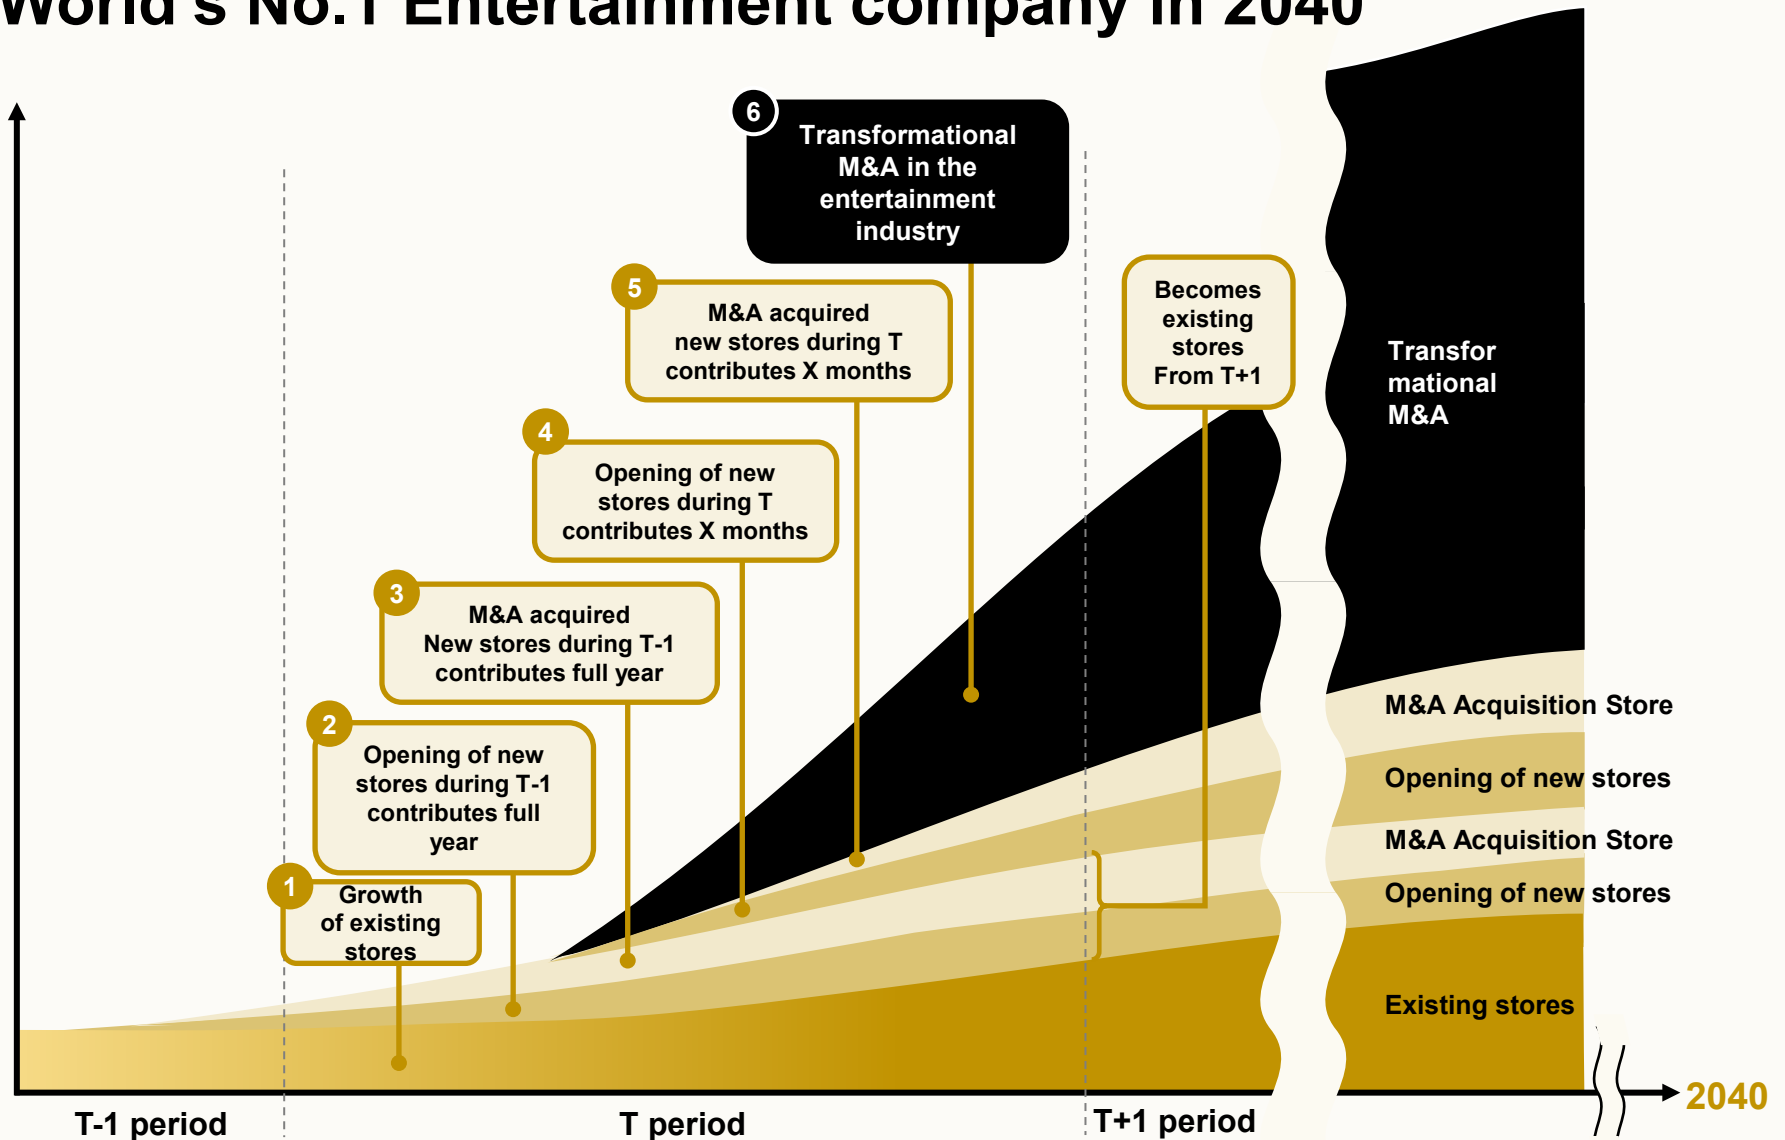 World's No.1 Entertainment company in 2040
6
Transformational
M&A in the
entertainment
industry
5
M&A acquired
new stores during T
contributes X months
Becomes
existing
stores
From T+1
4
Opening of new
stores during T
contributes X months
3
M&A acquired
New stores during T-1
contributes full year
2
Opening of new
stores during T-1
contributes full
year
1
Growth
of existing
stores
Transfor
mational
M&A
M&A Acquisition Store
Opening of new stores
M&A Acquisition Store
Opening of new stores
Existing stores
2040
T-1 period
T period
T+1 period